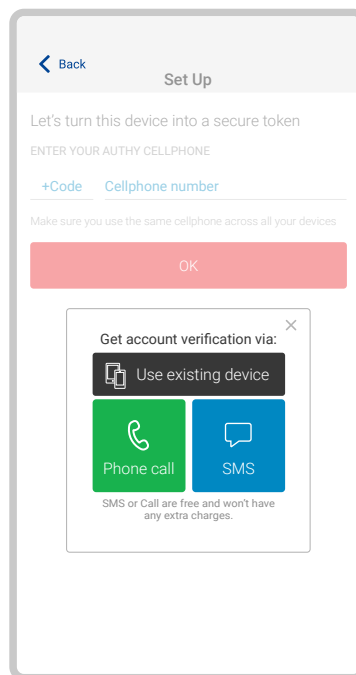 Back
Set Up
Let's turn this device into a secure token
ENTER YOUR AUTHY CELLPHONE
+Code Cellphone number
Make sure you use the same cellphone across all your devices
OK
Get account verification via:
Use existing device
Phone call SMS
SMS or Call are free and won't have
any extra charges.